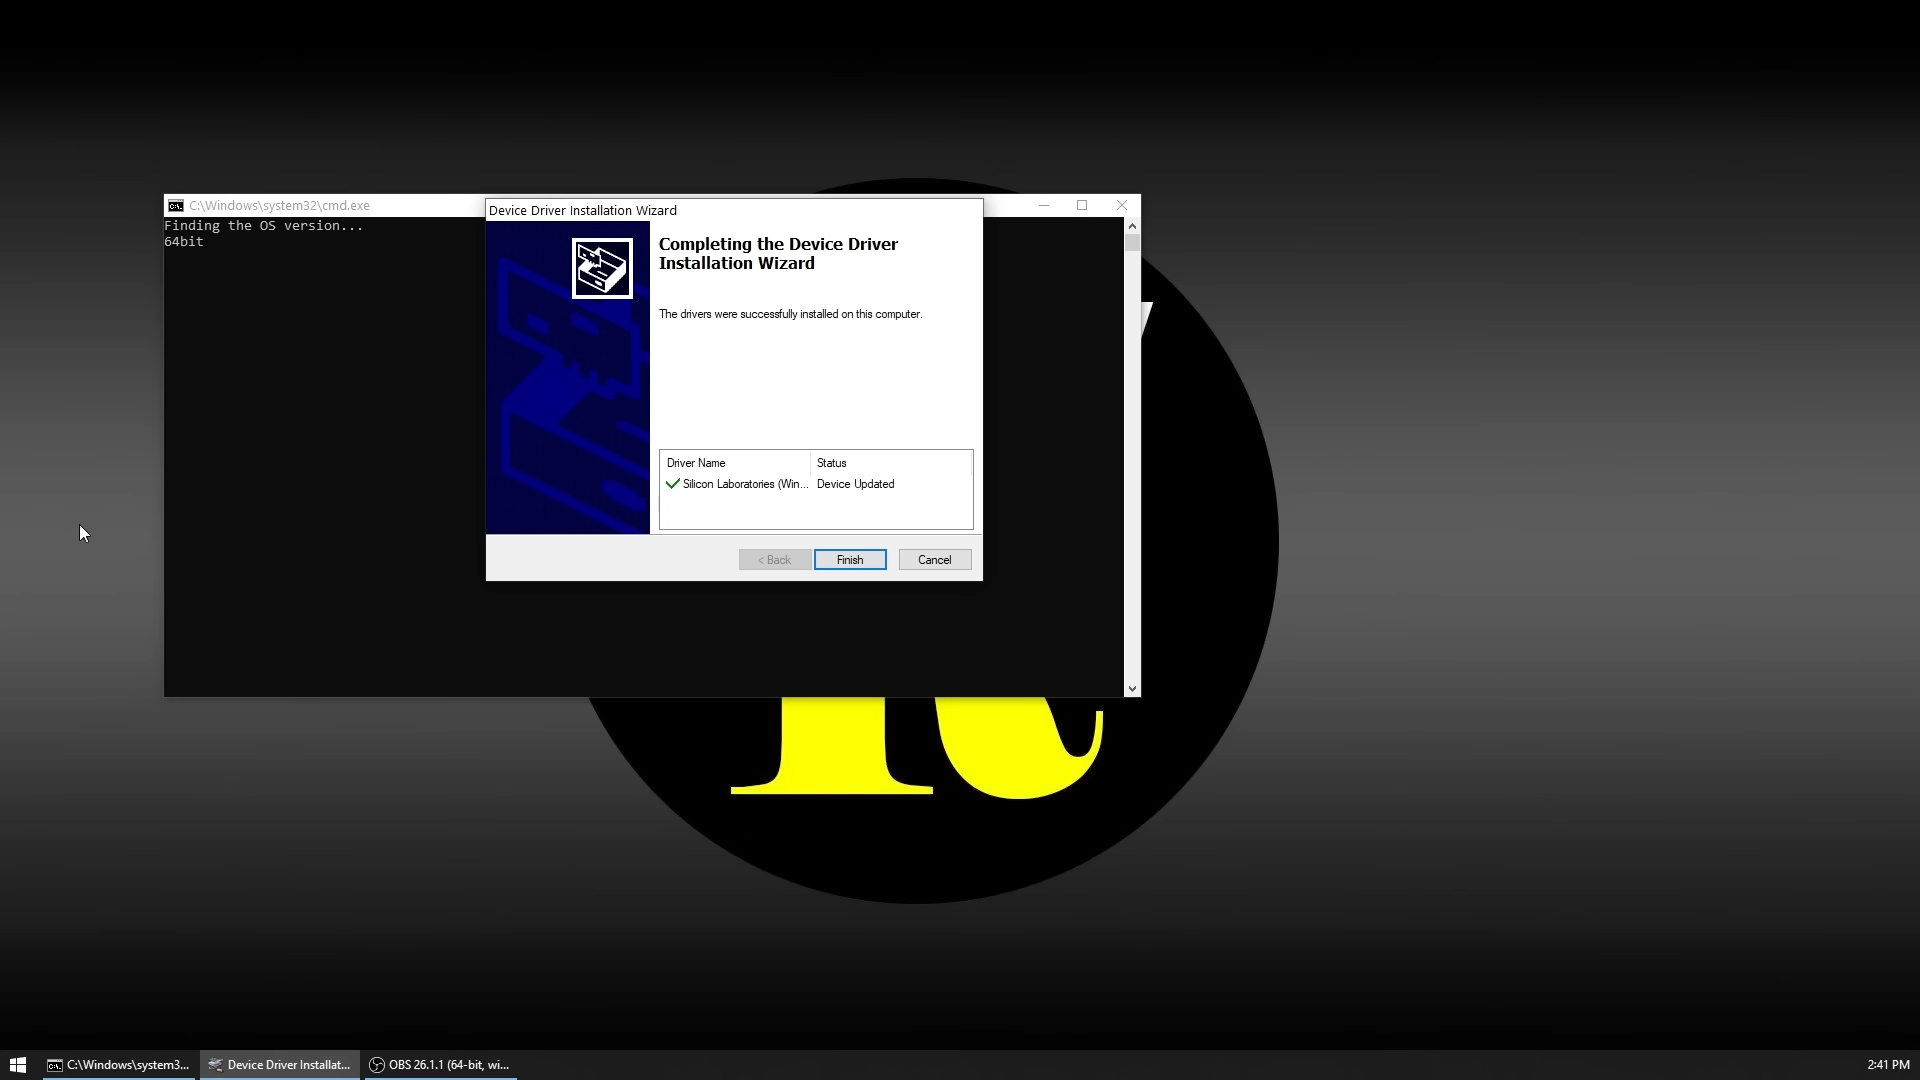 C:\Windows\system32\cmd.exe
Finding the OS version...
64bit
Device Driver Installation Wizard
Completing the Device Driver
Installation Wizard
The drivers were successfully installed on this computer.
Driver Name Status
Silicon Laboratories (Win... Device Updated
< Back Finish Cancel
C:\Windows\system3... Device Driver Installat... OBS 26.1.1 (64-bit, wi... 2:41 PM